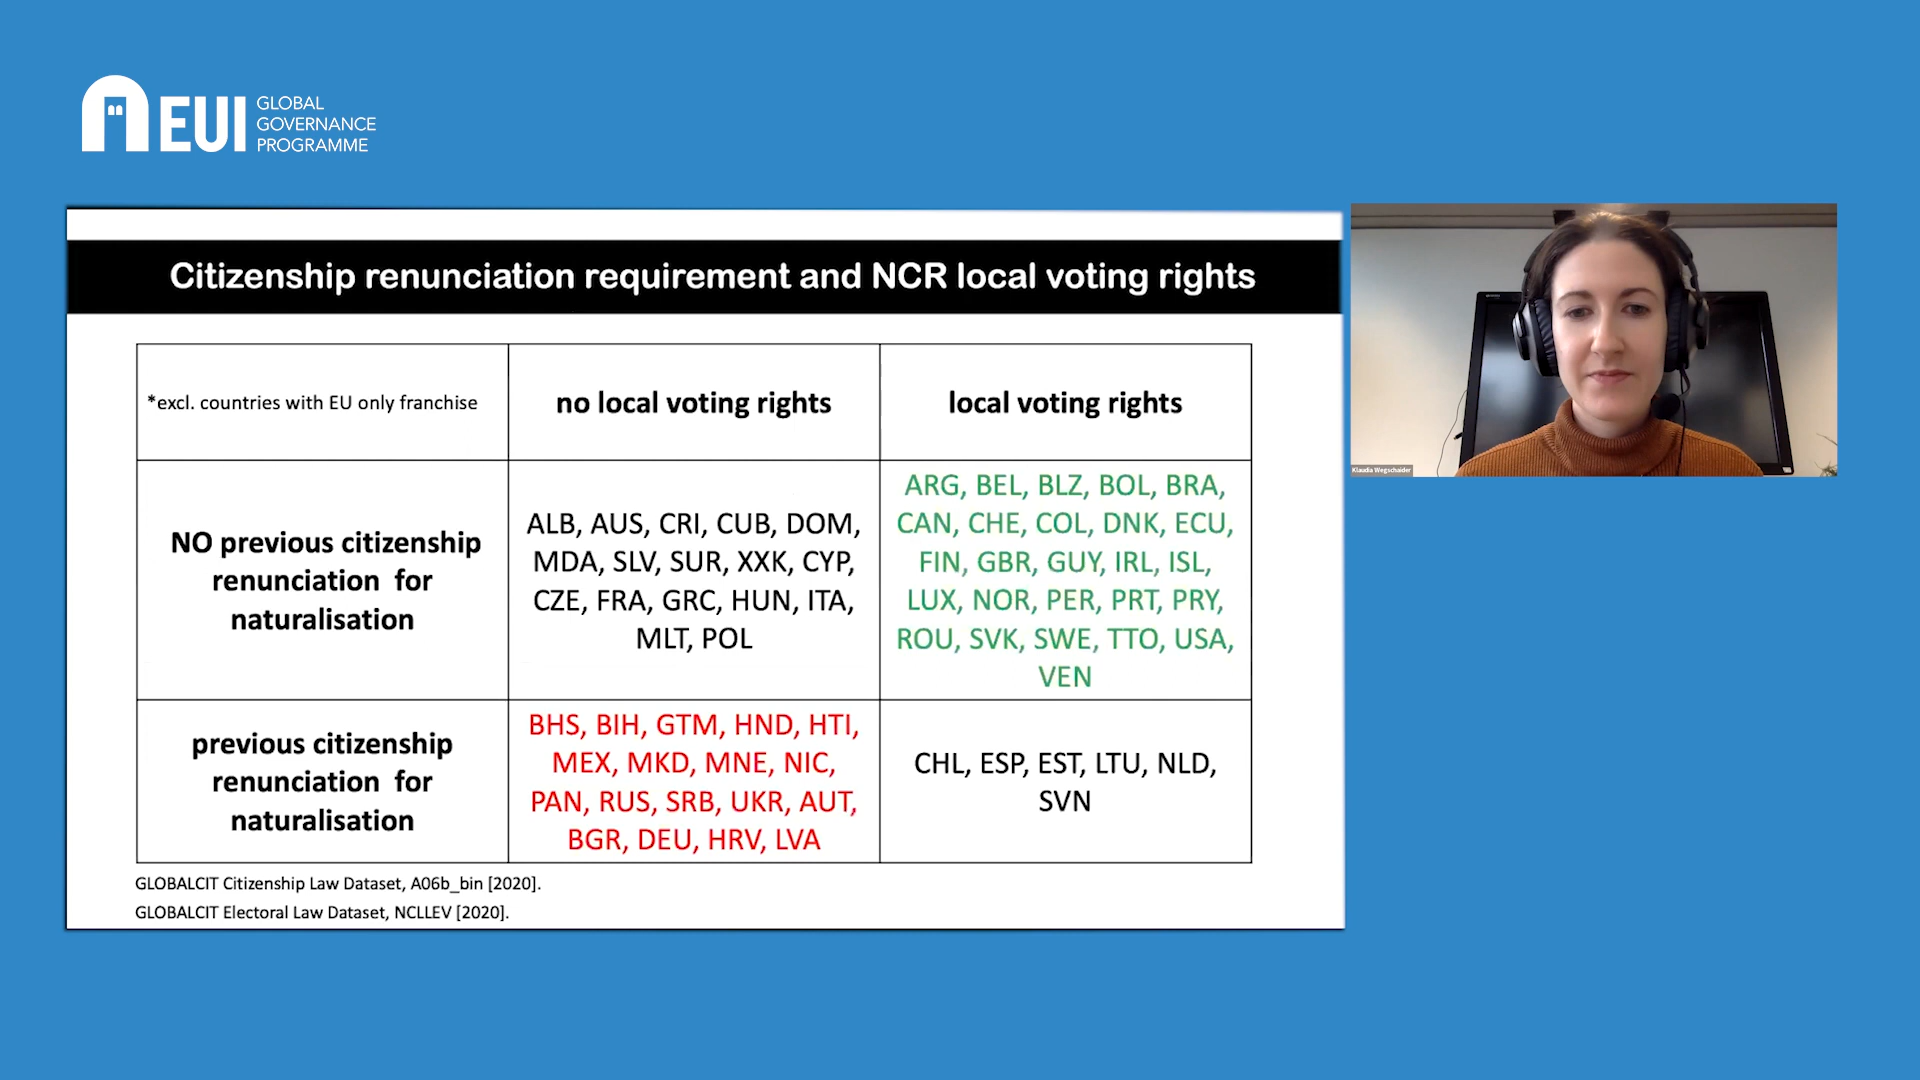 EUI
GLOBAL
GOVERNANCE
PROGRAMME
Citizenship renunciation requirement and NCR local voting rights
*excl. countries with EU only franchise
no local voting rights
local voting rights
NO previous citizenship
renunciation for
naturalisation
ALB, AUS, CRI, CUB, DOM,
MDA, SLV, SUR, XXK, CYP,
CZE, FRA, GRC, HUN, ITA,
MLT, POL
ARG, BEL, BLZ, BOL, BRA,
CAN, CHE, COL, DNK, ECU,
FIN, GBR, GUY, IRL, ISL,
LUX, NOR, PER, PRT, PRY,
ROU, SVK, SWE, TTO, USA,
VEN
previous citizenship
renunciation for
naturalisation
BHS, BIH, GTM, HND, HTI,
MEX, MKD, MNE, NIC,
PAN, RUS, SRB, UKR, AUT,
BGR, DEU, HRV, LVA
CHL, ESP, EST, LTU, NLD,
SVN
GLOBALCIT Citizenship Law Dataset, A06b_bin [2020].
GLOBALCIT Electoral Law Dataset, NCLLEV [2020].
Klaudia Wegschaider